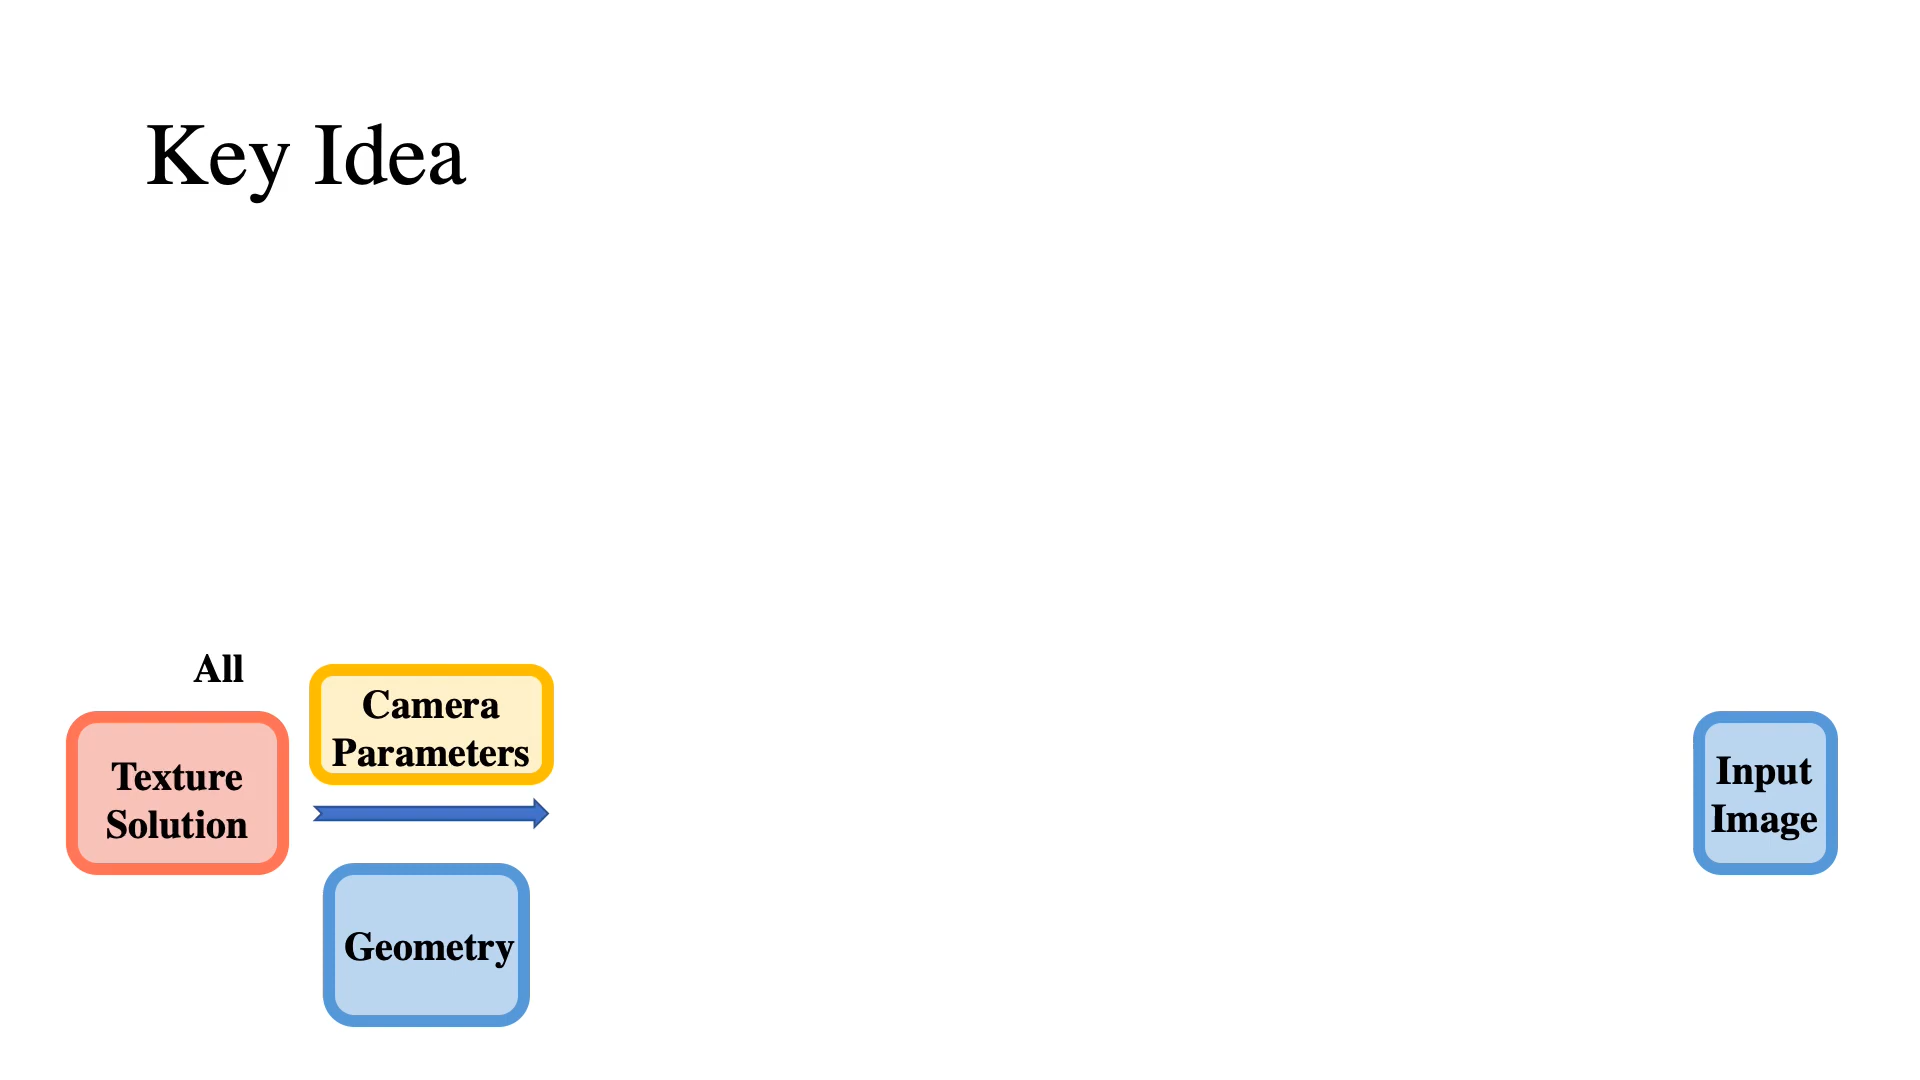 Key Idea
All
Texture
Solution
Camera
Parameters
Geometry
Input
Image